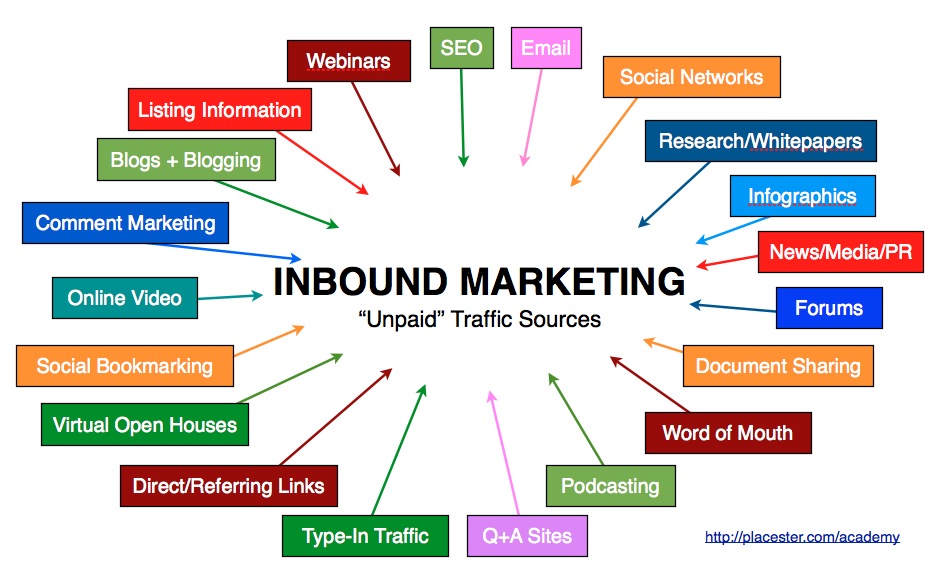 SEO
Email
Webinars
Social Networks
Listing Information
Research/Whitepapers
Blogs + Blogging
Infographics
Comment Marketing
News/Media/PR
INBOUND MARKETING
Online Video
Forums
“Unpaid” Traffic Sources
Social Bookmarking
Document Sharing
Virtual Open Houses
Word of Mouth
Direct/Referring Links
Podcasting
Type-In Traffic
Q+A Sites
http://placester.com/academy